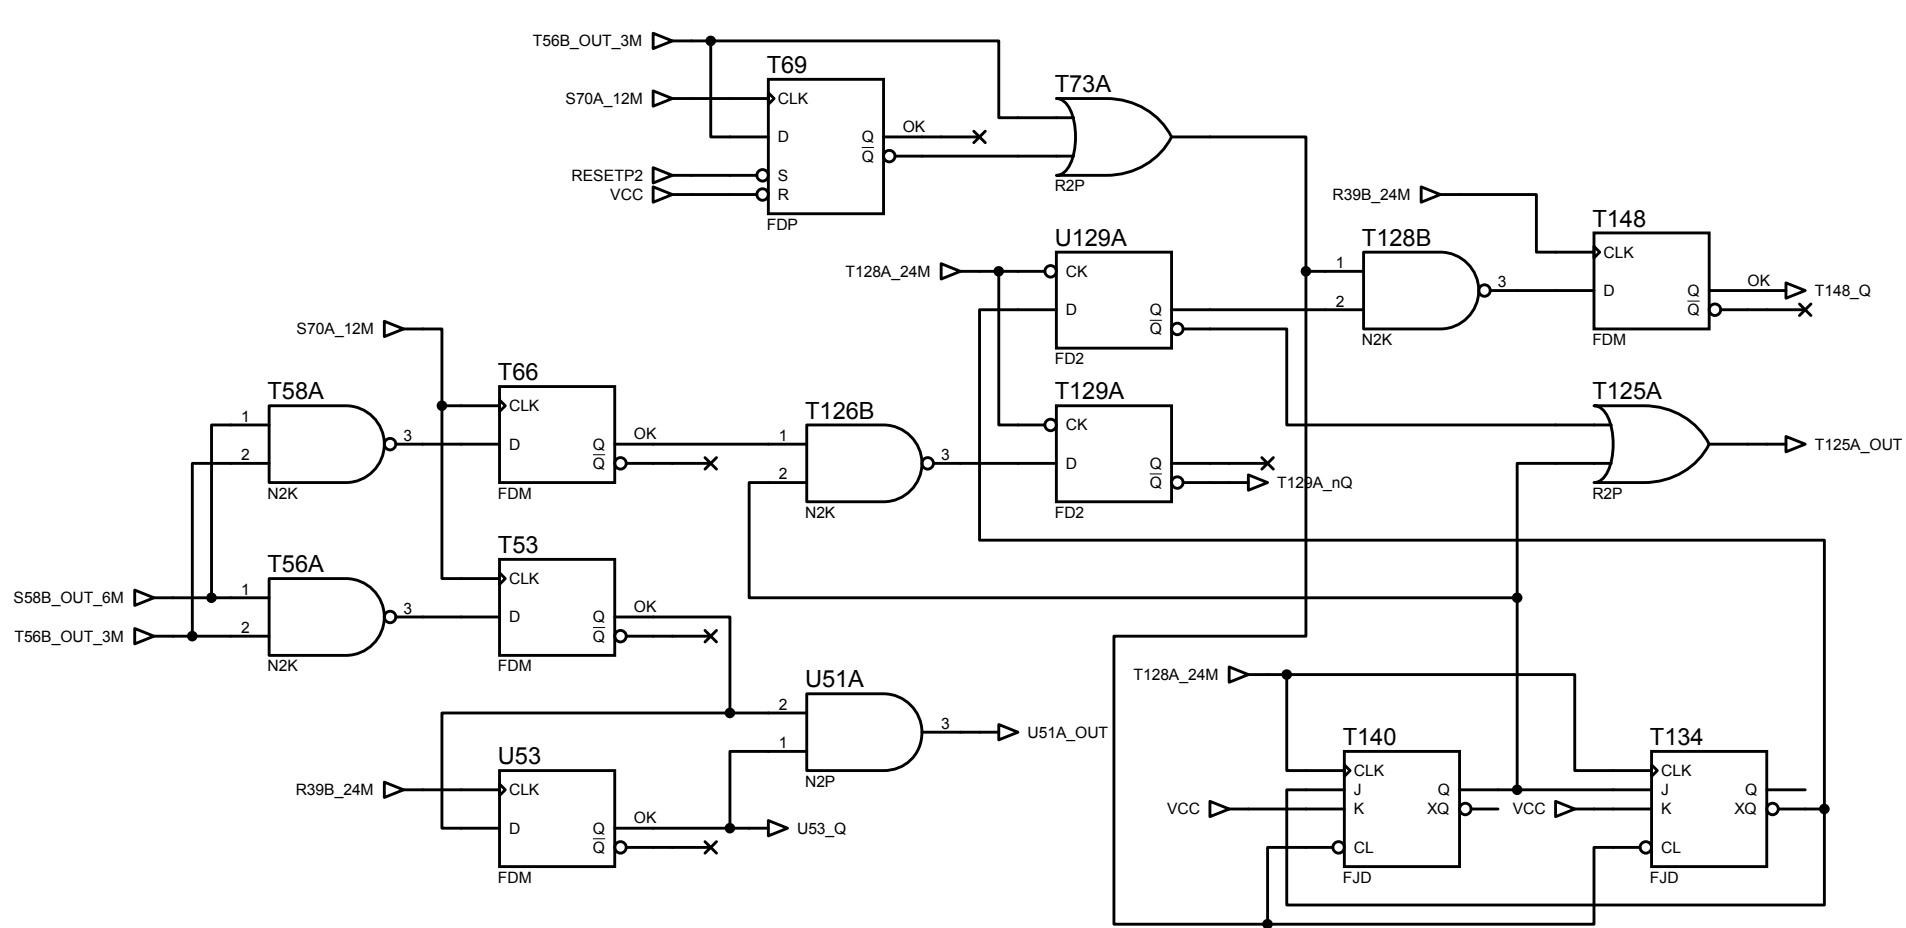 T56B_OUT_3M
T69
S70A_12M
CLK
D
Q
OK
Q
RESETP2
S
VCC
R
FDP
T73A
R2P
R39B_24M
T148
CLK
D
Q
OK
T148_Q
Q
FDM
U129A
T128A_24M
CK
D
Q
Q
FD2
T128B
1
2
3
N2K
S70A_12M
T58A
1
2
3
N2K
T66
CLK
D
Q
OK
Q
FDM
T126B
1
2
3
N2K
T129A
CK
D
Q
Q
T129A_nQ
FD2
T125A
T125A_OUT
R2P
S58B_OUT_6M
T56B_OUT_3M
T56A
1
2
3
N2K
T53
CLK
D
Q
OK
Q
FDM
U51A
2
1
3
U51A_OUT
N2P
U53
R39B_24M
CLK
D
Q
OK
U53_Q
Q
FDM
T128A_24M
T140
CLK
J
Q
VCC
K
XQ
CL
FJD
T134
CLK
J
Q
VCC
K
XQ
CL
FJD